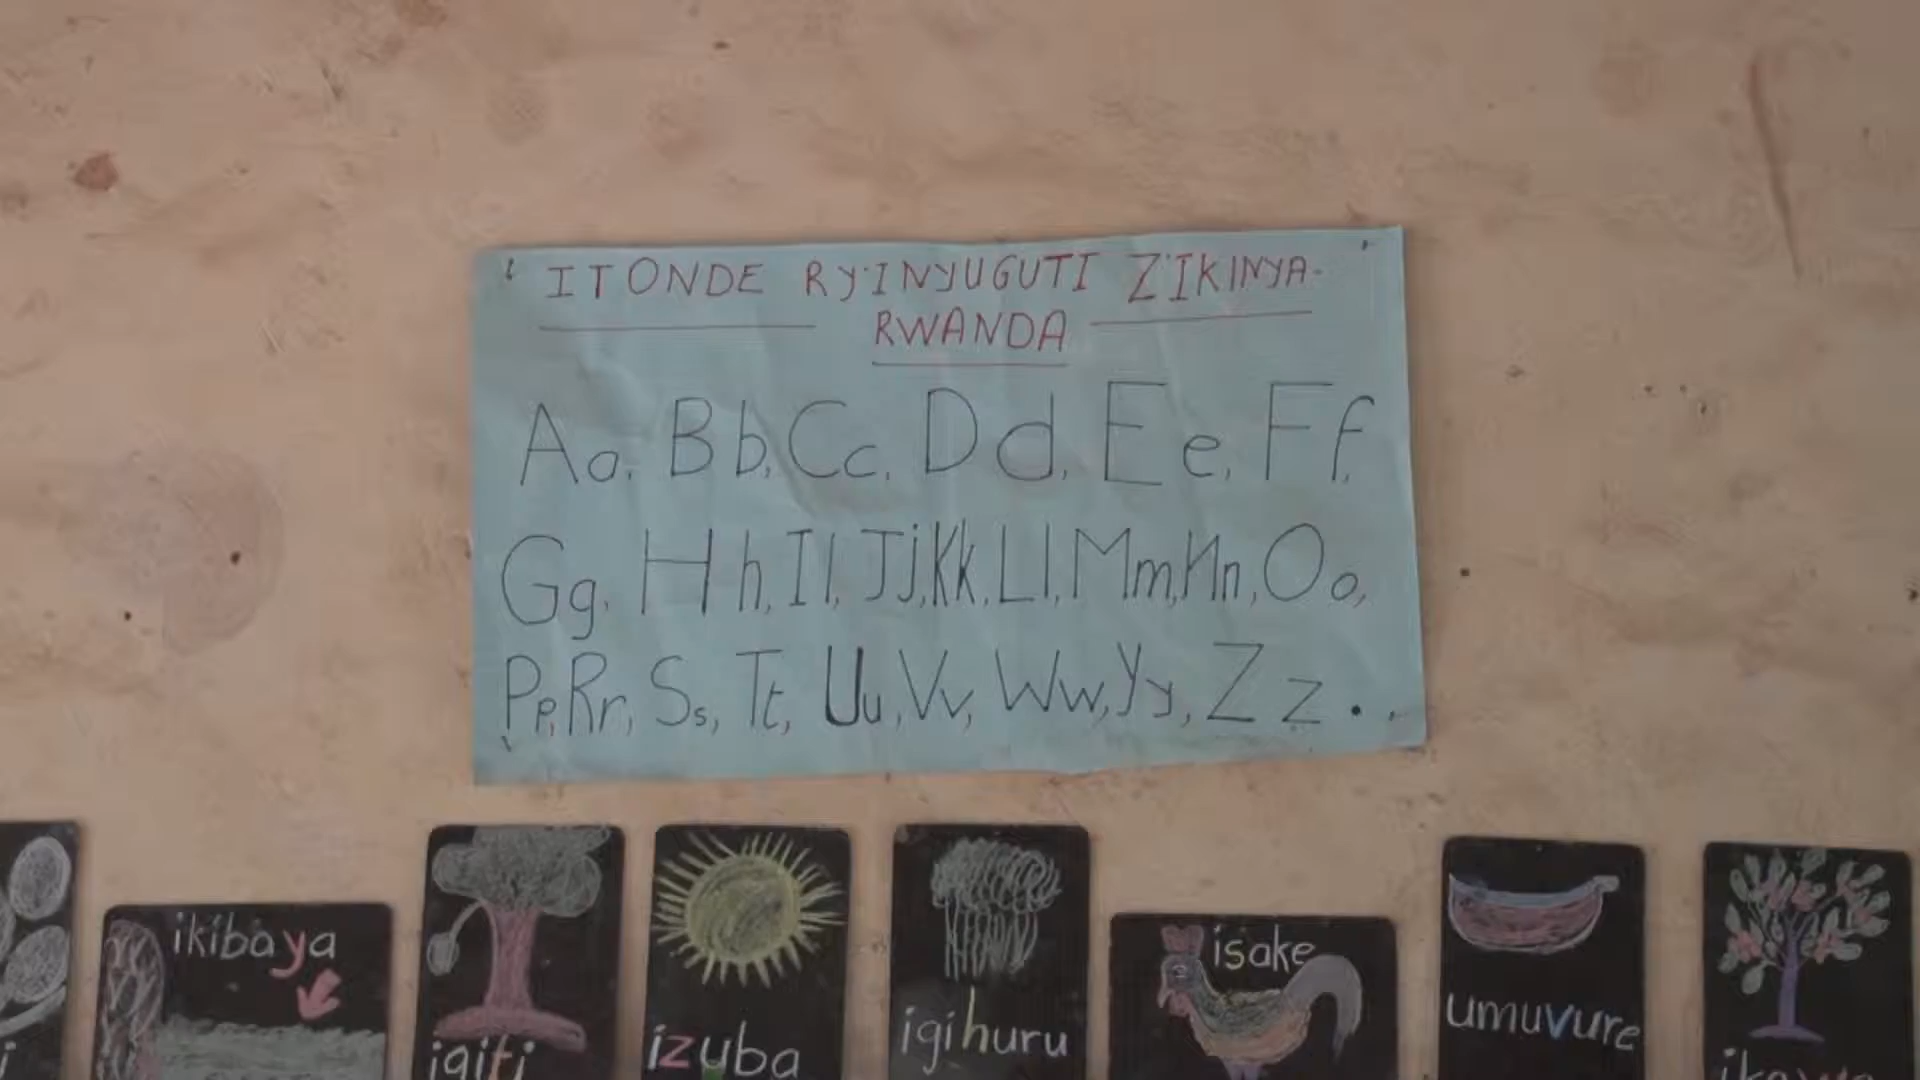 ITONDE RY'INYUGUTI Z'IKINYA-
RWANDA
Aa, Bb, Cc, Dd, Ee, Ff,
Gg, Hh, Ii, Jj, Kk, Ll, Mm, Nn, Oo,
Pp, Rr, Ss, Tt, Uu, Vv, Ww, Yy, Zz..
ikibaya
igiti
izuba
igihuru
isake
umuvure